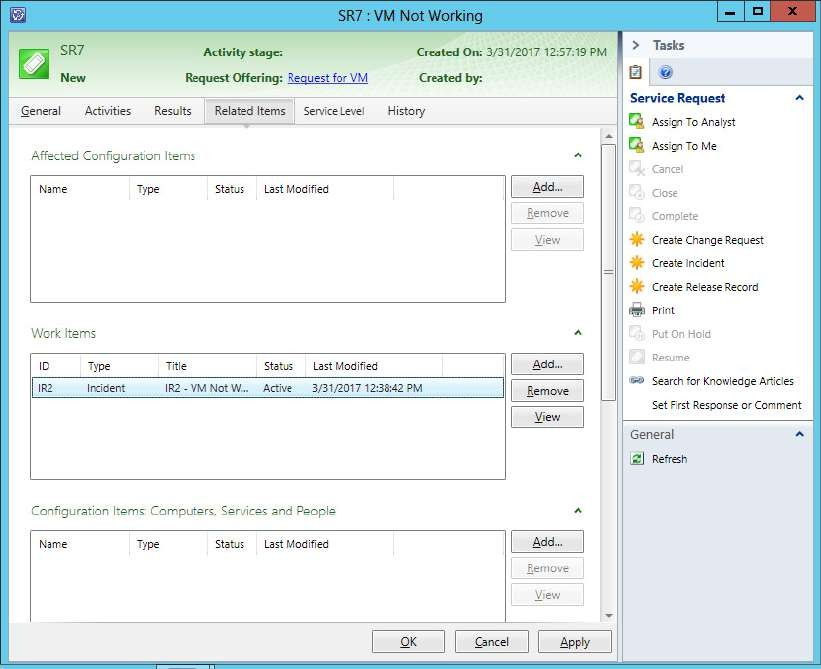 SR7 : VM Not Working
SR7
New
Activity stage:
Request Offering: Request for VM
Created On: 3/31/2017 12:57:19 PM
Created by:
General Activities Results Related Items Service Level History
Affected Configuration Items
Name Type Status Last Modified
Add...
Remove
View
Work Items
ID Type Title Status Last Modified
IR2 Incident IR2 - VM Not W... Active 3/31/2017 12:38:42 PM
Add...
Remove
View
Configuration Items: Computers, Services and People
Name Type Status Last Modified
Add...
Remove
View
OK Cancel Apply
Tasks
Service Request
Assign To Analyst
Assign To Me
Cancel
Close
Complete
Create Change Request
Create Incident
Create Release Record
Print
Put On Hold
Resume
Search for Knowledge Articles
Set First Response or Comment
General
Refresh